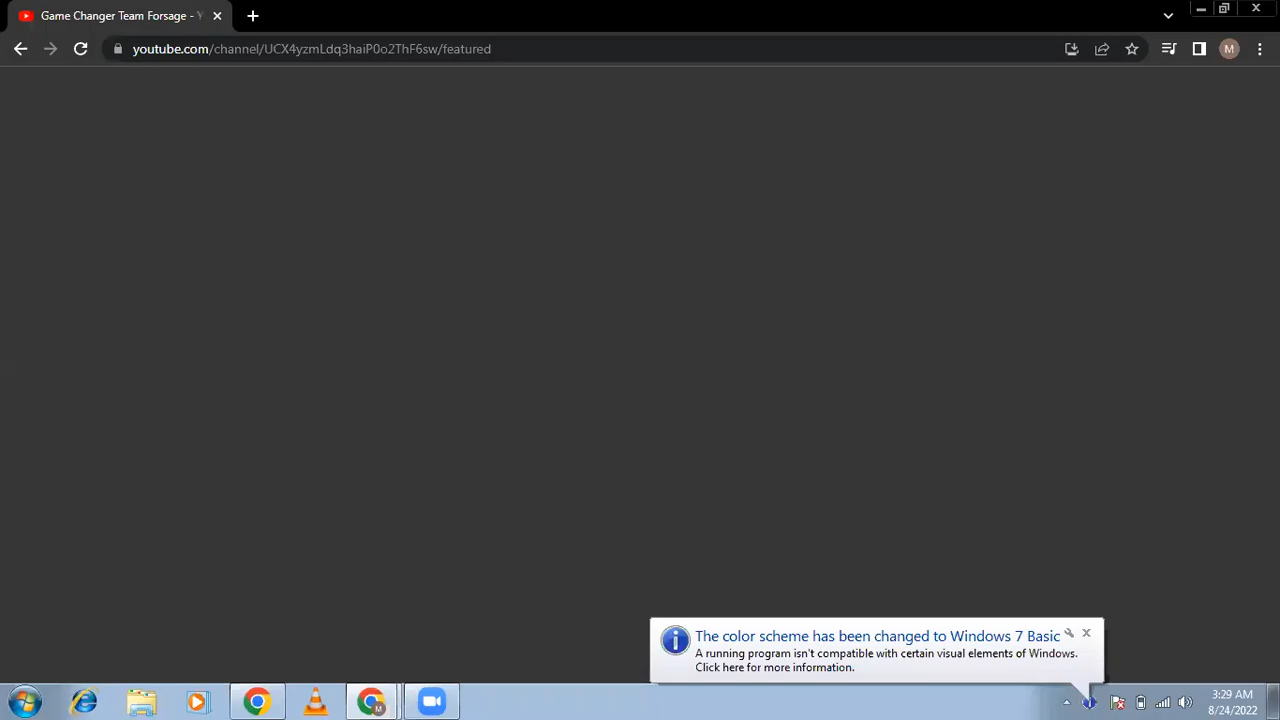 Game Changer Team Forsage - Y
youtube.com/channel/UCX4yzmLdq3haiP0o2ThF6sw/featured
M
The color scheme has been changed to Windows 7 Basic
A running program isn't compatible with certain visual elements of Windows.
Click here for more information.
M
3:29 AM
8/24/2022